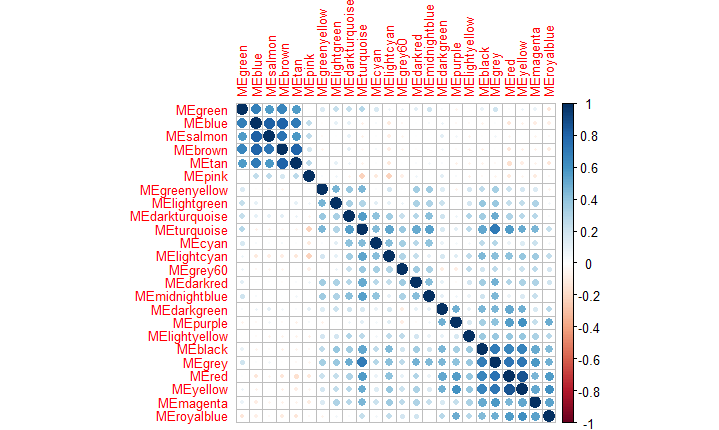 MEgreen
MEblue
MEsalmon
MEbrown
MEtan
MEpink
MEgreenyellow
MElightgreen
MEdarkturquoise
MEturquoise
MEcyan
MElightcyan
MEgrey60
MEdarkred
MEmidnightblue
MEdarkgreen
MEpurple
MElightyellow
MEblack
MEgrey
MEred
MEyellow
MEmagenta
MEroyalblue
MEgreen
MEblue
MEsalmon
MEbrown
MEtan
MEpink
MEgreenyellow
MElightgreen
MEdarkturquoise
MEturquoise
MEcyan
MElightcyan
MEgrey60
MEdarkred
MEmidnightblue
MEdarkgreen
MEpurple
MElightyellow
MEblack
MEgrey
MEred
MEyellow
MEmagenta
MEroyalblue
1
0.8
0.6
0.4
0.2
0
-0.2
-0.4
-0.6
-0.8
-1